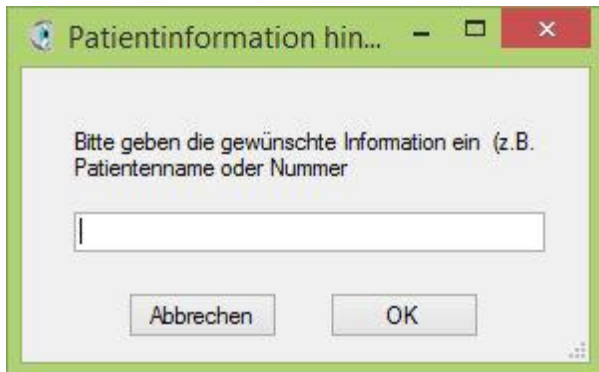 Patientinformation hin...
Bitte geben die gewünschte Information ein (z.B.
Patientenname oder Nummer
Abbrechen
OK